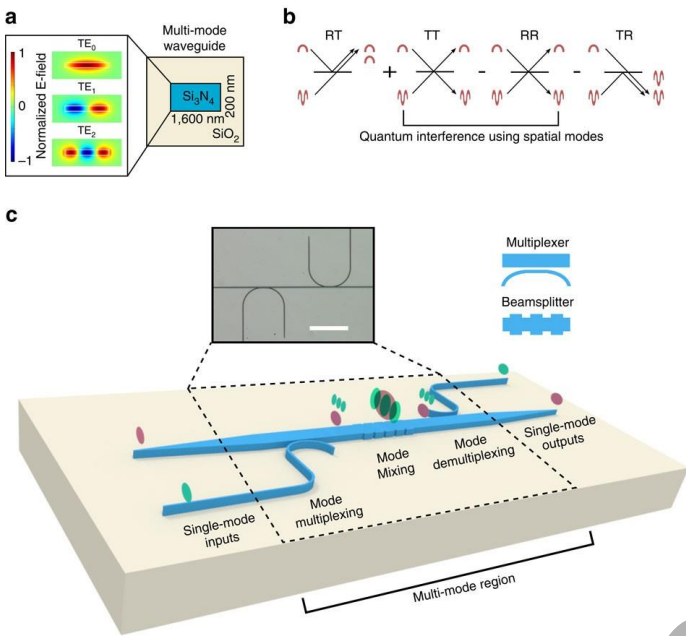 a
Multi-mode
waveguide
Normalized E-field
1
0
−1
TE0
TE1
TE2
Si3N4
200 nm
1,600 nm
SiO2
b
RT
TT
RR
TR
+
-
-
Quantum interference using spatial modes
c
Multiplexer
Beamsplitter
Single-mode
inputs
Mode
multiplexing
Mode
Mixing
Mode
demultiplexing
Single-mode
outputs
Multi-mode region